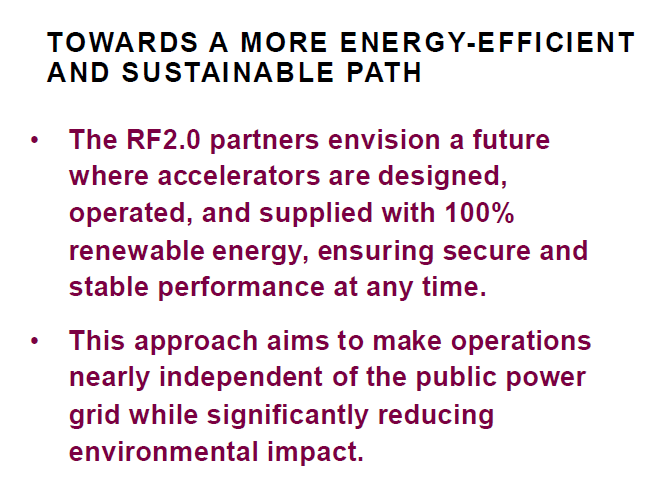 TOWARDS A MORE ENERGY-EFFICIENT
AND SUSTAINABLE PATH
• The RF2.0 partners envision a future
where accelerators are designed,
operated, and supplied with 100%
renewable energy, ensuring secure and
stable performance at any time.
• This approach aims to make operations
nearly independent of the public power
grid while significantly reducing
environmental impact.